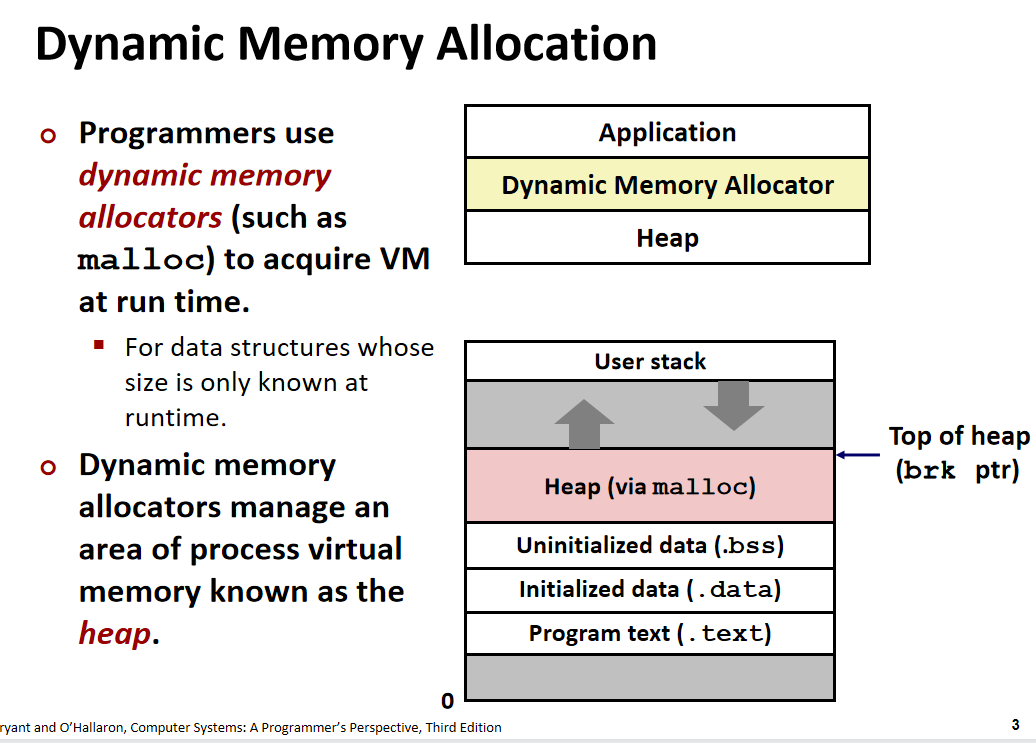 Dynamic Memory Allocation
Programmers use
dynamic memory
allocators (such as
malloc) to acquire VM
at run time.
For data structures whose
size is only known at
runtime.
Dynamic memory
allocators manage an
area of process virtual
memory known as the
heap.
Application
Dynamic Memory Allocator
Heap
User stack
Top of heap
(brk ptr)
Heap (via malloc)
Uninitialized data (.bss)
Initialized data (.data)
Program text (.text)
0
ryant and O’Hallaron, Computer Systems: A Programmer’s Perspective, Third Edition
3